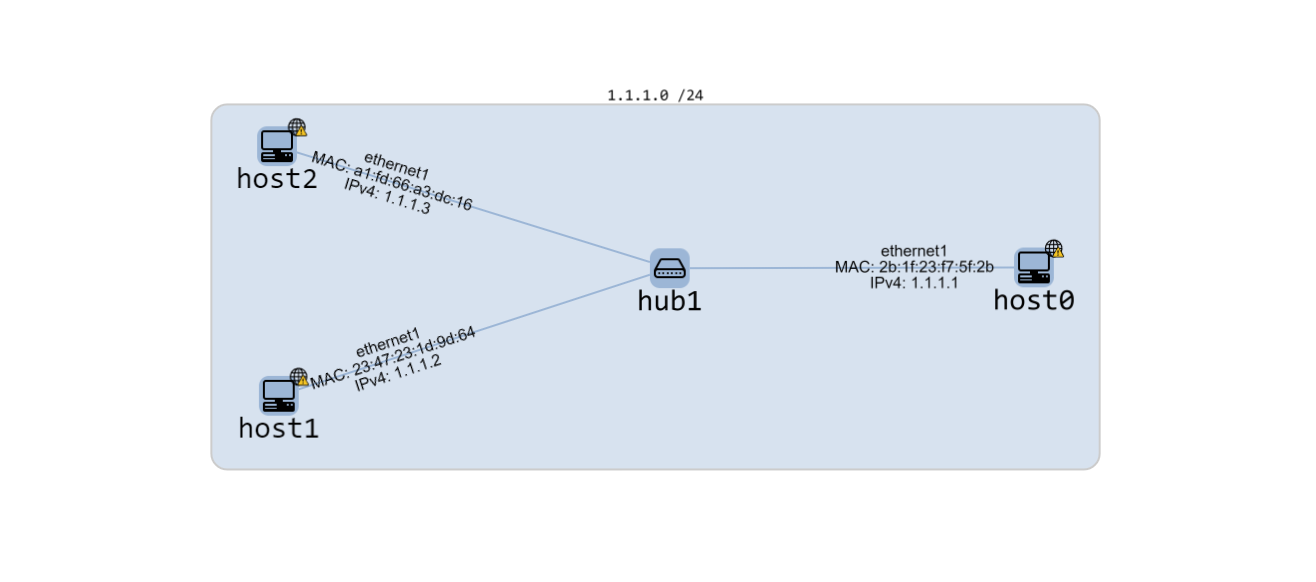 1.1.1.0 /24
ethernet1
MAC: a1:fd:66:a3:dc:16
IPv4: 1.1.1.3
host2
ethernet1
MAC: 2b:1f:23:f7:5f:2b
IPv4: 1.1.1.1
hub1
host0
ethernet1
MAC: 23:47:23:1d:9d:64
IPv4: 1.1.1.2
host1